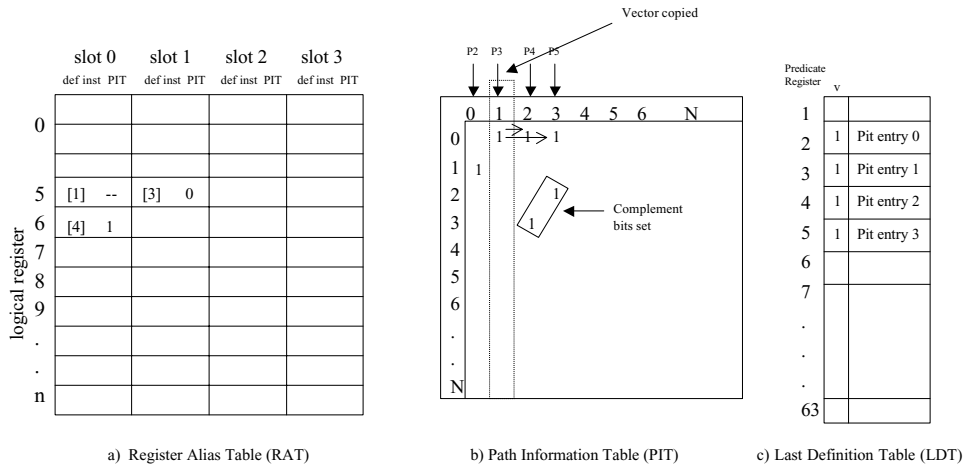 Vector copied
slot 0 slot 1 slot 2 slot 3
def inst PIT def inst PIT def inst PIT def inst PIT
logical register
0
5 [1] -- [3] 0
6 [4] 1
7
8
9
.
.
n
a) Register Alias Table (RAT)
P2 P3 P4 P5
0 1 2 3 4 5 6 N
0 1 1 1
1 1
2 1
3 1
4
5
6
.
.
N
Complement
bits set
b) Path Information Table (PIT)
Predicate
Register v
1
2 1 Pit entry 0
3 1 Pit entry 1
4 1 Pit entry 2
5 1 Pit entry 3
6
7
.
.
.
63
c) Last Definition Table (LDT)